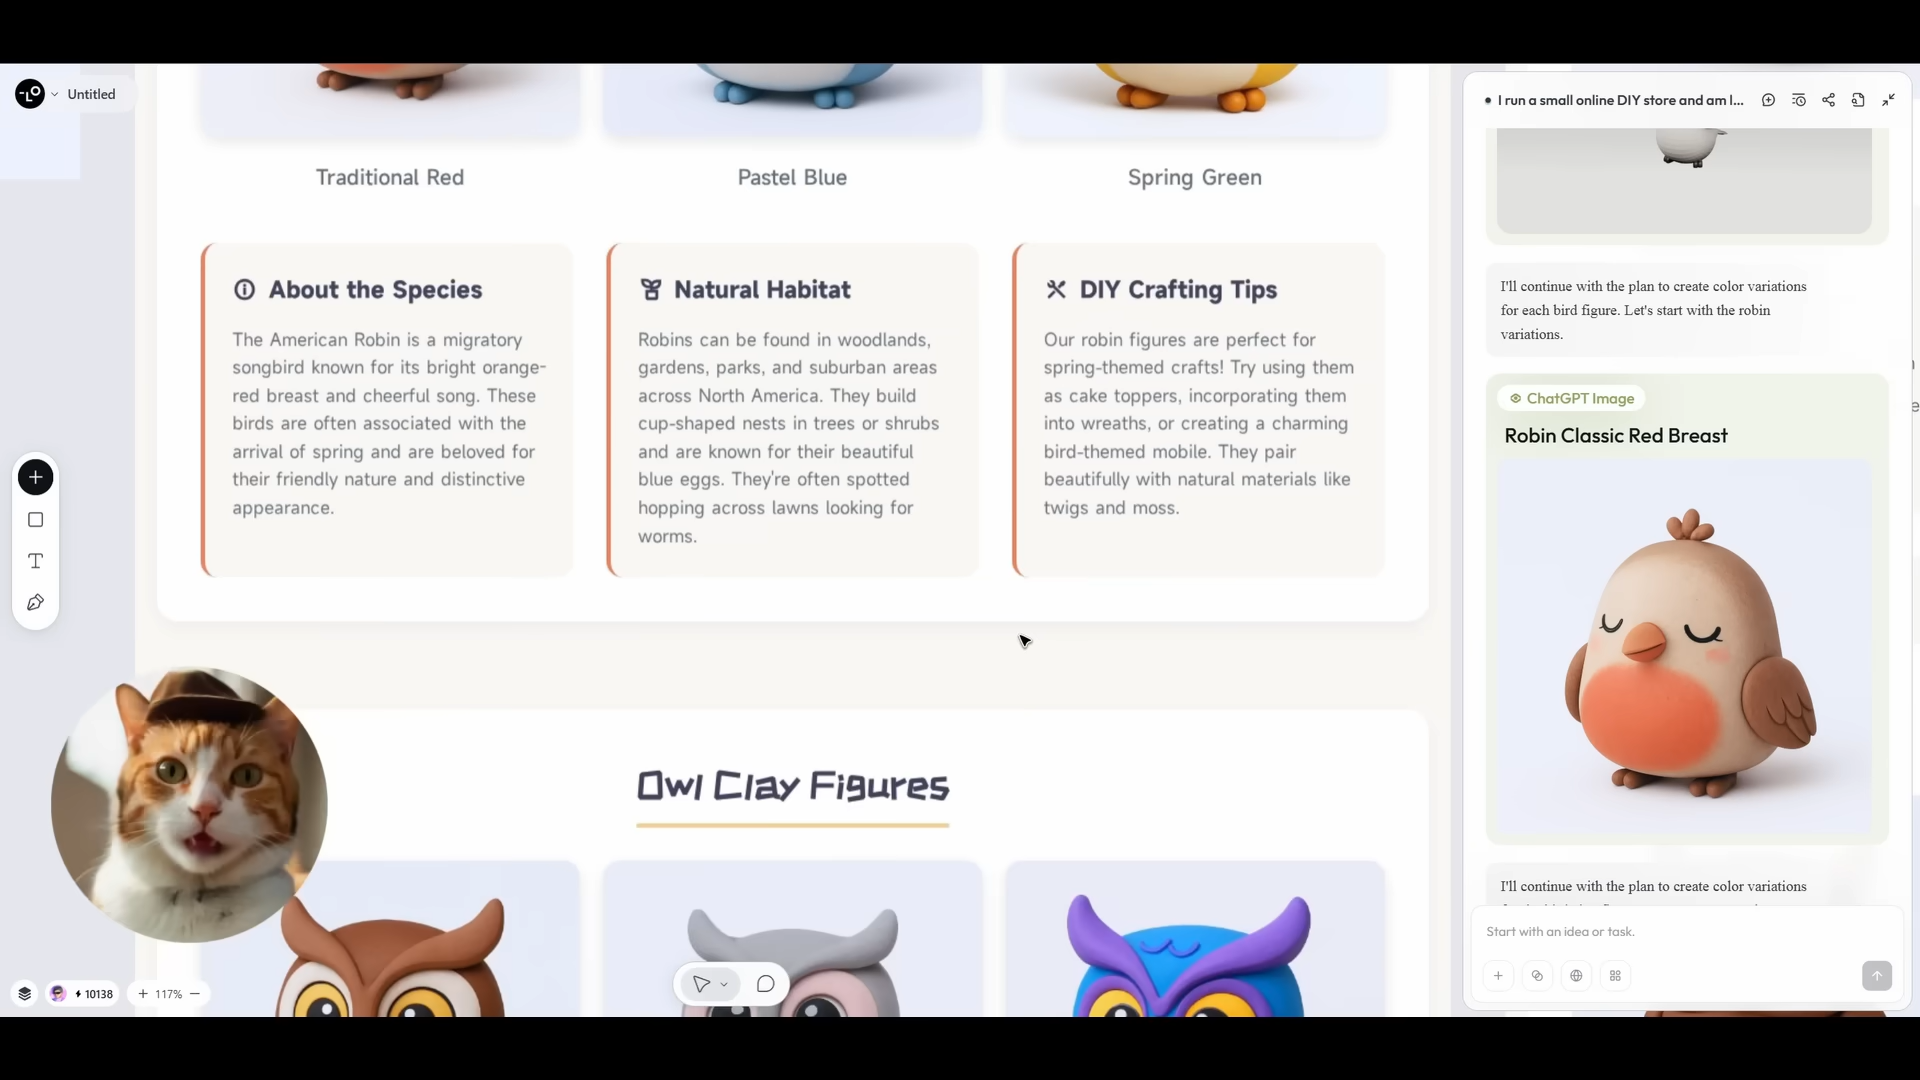 Untitled
Traditional Red
Pastel Blue
Spring Green
About the Species
The American Robin is a migratory
songbird known for its bright orange-
red breast and cheerful song. These
birds are often associated with the
arrival of spring and are beloved for
their friendly nature and distinctive
appearance.
Natural Habitat
Robins can be found in woodlands,
gardens, parks, and suburban areas
across North America. They build
cup-shaped nests in trees or shrubs
and are known for their beautiful
blue eggs. They're often spotted
hopping across lawns looking for
worms.
DIY Crafting Tips
Our robin figures are perfect for
spring-themed crafts! Try using them
as cake toppers, incorporating them
into wreaths, or creating a charming
bird-themed mobile. They pair
beautifully with natural materials like
twigs and moss.
Owl Clay Figures
10138
117%
I run a small online DIY store and am l...
I'll continue with the plan to create color variations
for each bird figure. Let's start with the robin
variations.
ChatGPT Image
Robin Classic Red Breast
I'll continue with the plan to create color variations
Start with an idea or task.